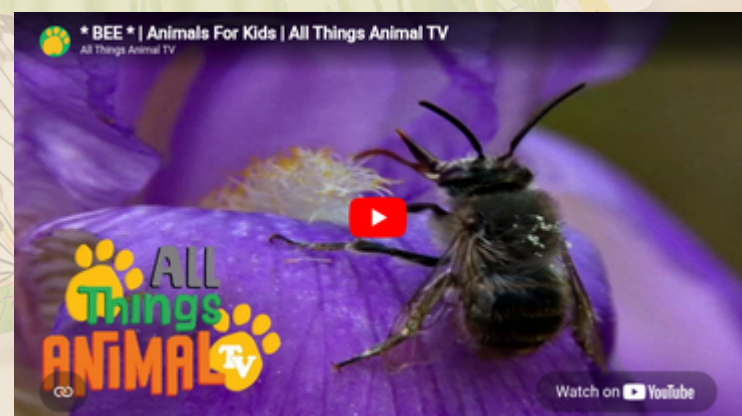 * BEE * | Animals For Kids | All Things Animal TV
All Things Animal TV
ALL
Things
ANiMAL
TV
Watch on YouTube